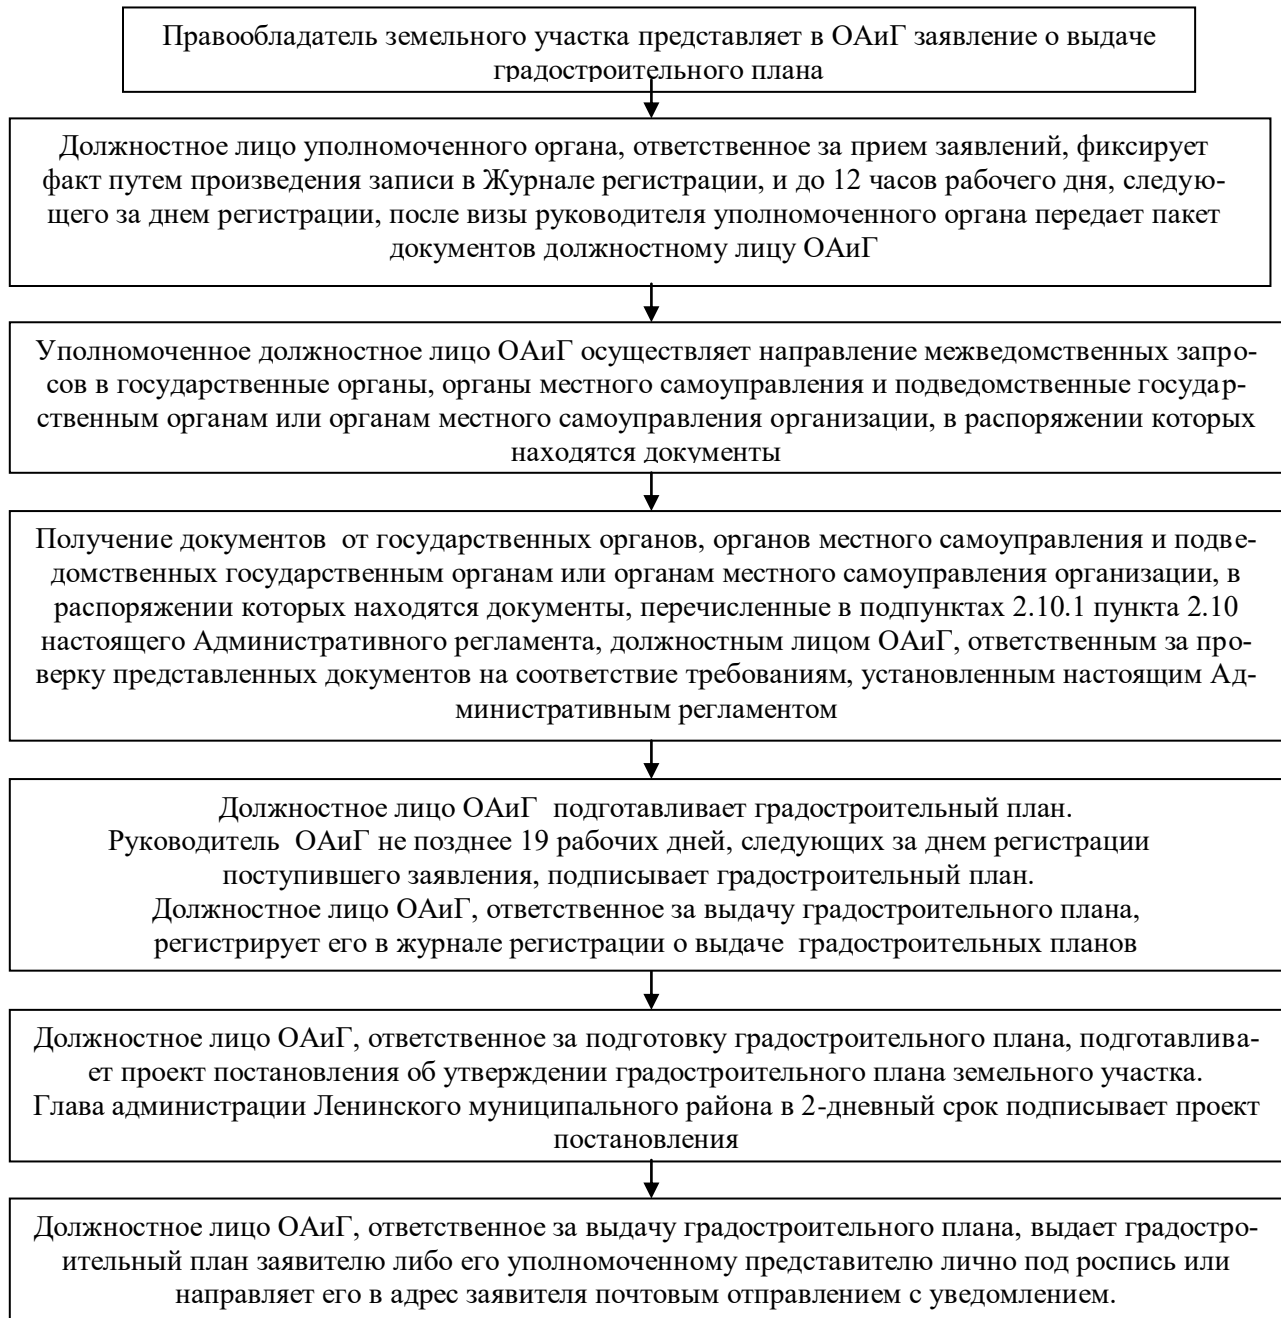 Правообладатель земельного участка представляет в ОАиГ заявление о выдаче
градостроительного плана
Должностное лицо уполномоченного органа, ответственное за прием заявлений, фиксирует
факт путем произведения записи в Журнале регистрации, и до 12 часов рабочего дня, следую-
щего за днем регистрации, после визы руководителя уполномоченного органа передает пакет
документов должностному лицу ОАиГ
Уполномоченное должностное лицо ОАиГ осуществляет направление межведомственных запро-
сов в государственные органы, органы местного самоуправления и подведомственные государ-
ственным органам или органам местного самоуправления организации, в распоряжении которых
находятся документы
Получение документов от государственных органов, органов местного самоуправления и подве-
домственных государственным органам или органам местного самоуправления организации, в
распоряжении которых находятся документы, перечисленные в подпунктах 2.10.1 пункта 2.10
настоящего Административного регламента, должностным лицом ОАиГ, ответственным за про-
верку представленных документов на соответствие требованиям, установленным настоящим Ад-
министративным регламентом
Должностное лицо ОАиГ подготавливает градостроительный план.
Руководитель ОАиГ не позднее 19 рабочих дней, следующих за днем регистрации
поступившего заявления, подписывает градостроительный план.
Должностное лицо ОАиГ, ответственное за выдачу градостроительного плана,
регистрирует его в журнале регистрации о выдаче градостроительных планов
Должностное лицо ОАиГ, ответственное за подготовку градостроительного плана, подготавлива-
ет проект постановления об утверждении градостроительного плана земельного участка.
Глава администрации Ленинского муниципального района в 2-дневный срок подписывает проект
постановления
Должностное лицо ОАиГ, ответственное за выдачу градостроительного плана, выдает градостро-
ительный план заявителю либо его уполномоченному представителю лично под роспись или
направляет его в адрес заявителя почтовым отправлением с уведомлением.